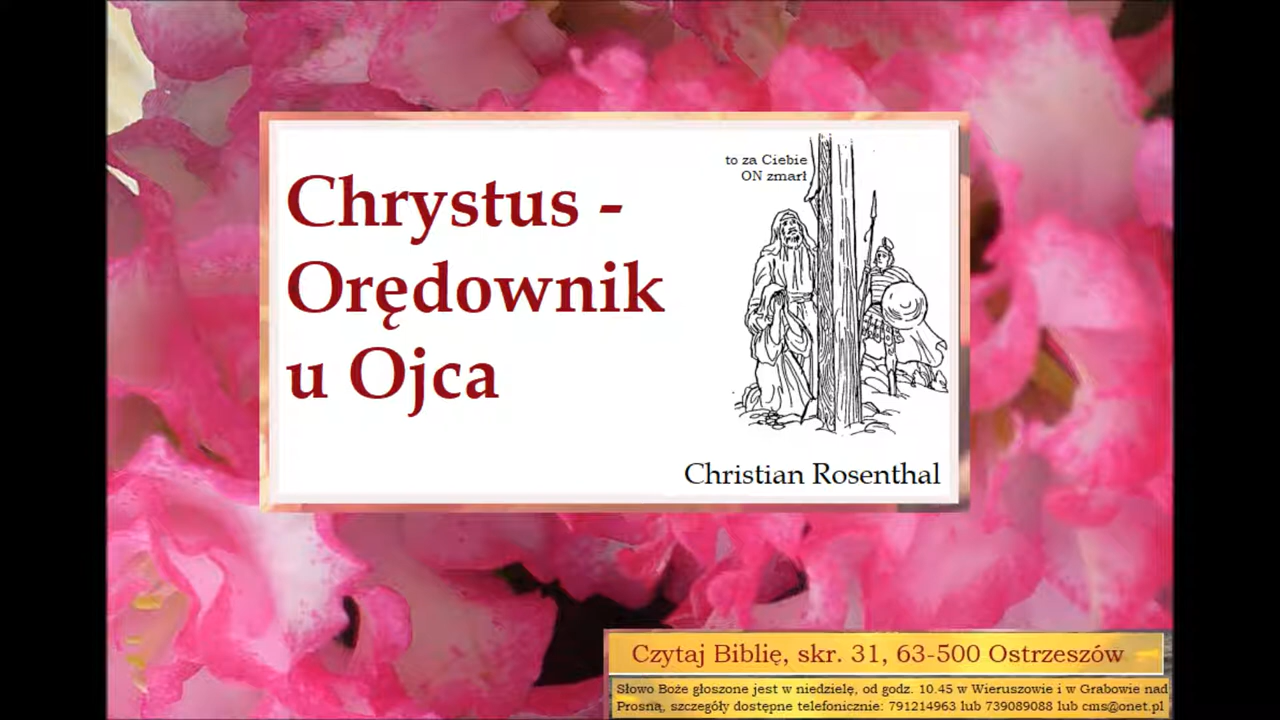 to za Ciebie
ON zmarł
Chrystus -
Orędownik
u Ojca
Christian Rosenthal
Czytaj Biblię, skr. 31, 63-500 Ostrzeszów
Słowo Boże głoszone jest w niedzielę, od godz. 10.45 w Wieruszowie i w Grabowie nad
Prosną, szczegóły dostępne telefonicznie: 791214963 lub 739089088 lub cms@onet.pl